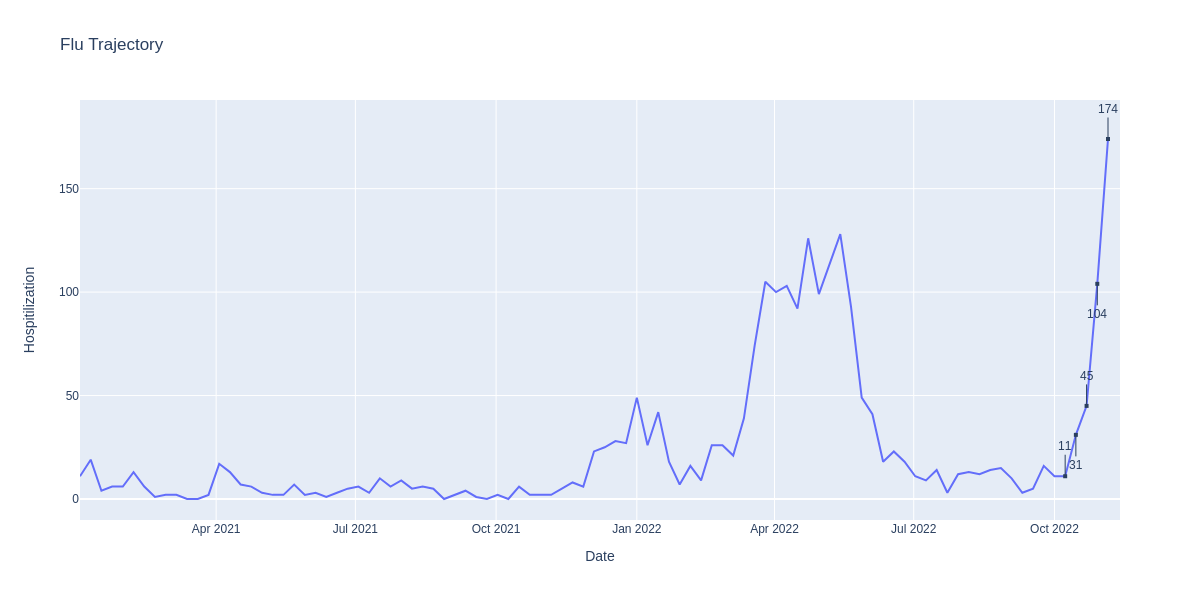 Flu Trajectory
174
150
100
104
50
45
11
31
0
Hospitilization
Apr 2021
Jul 2021
Oct 2021
Jan 2022
Apr 2022
Jul 2022
Oct 2022
Date